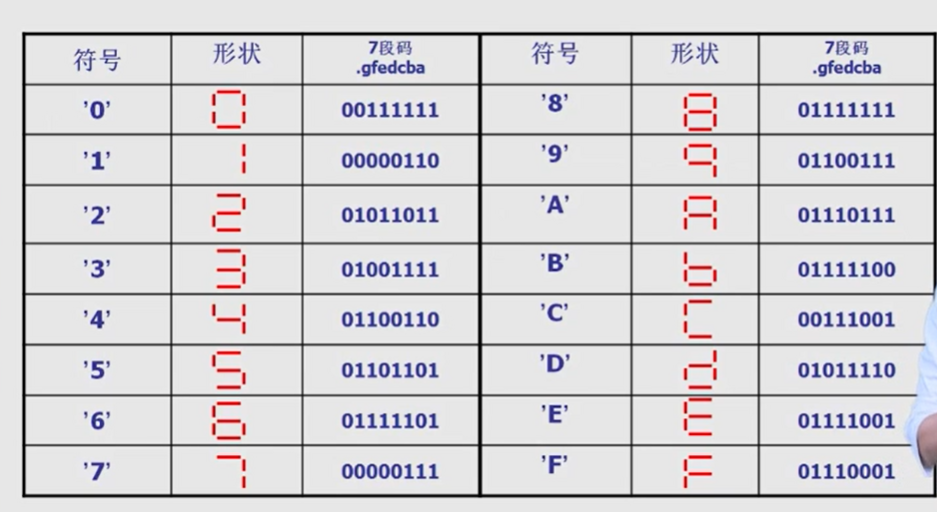 符号 形状 7段码 .gfedcba 符号 形状 7段码 .gfedcba
'0' 0 00111111 '8' 8 01111111
'1' 1 00000110 '9' 9 01100111
'2' 2 01011011 'A' A 01110111
'3' 3 01001111 'B' b 01111100
'4' 4 01100110 'C' C 00111001
'5' 5 01101101 'D' d 01011110
'6' 6 01111101 'E' E 01111001
'7' 7 00000111 'F' F 01110001